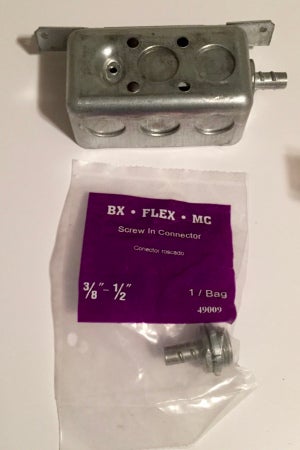 BX • FLEX • MC
Screw In Connector
Conector roscado
3/8"- 1/2"
1 / Bag
49009